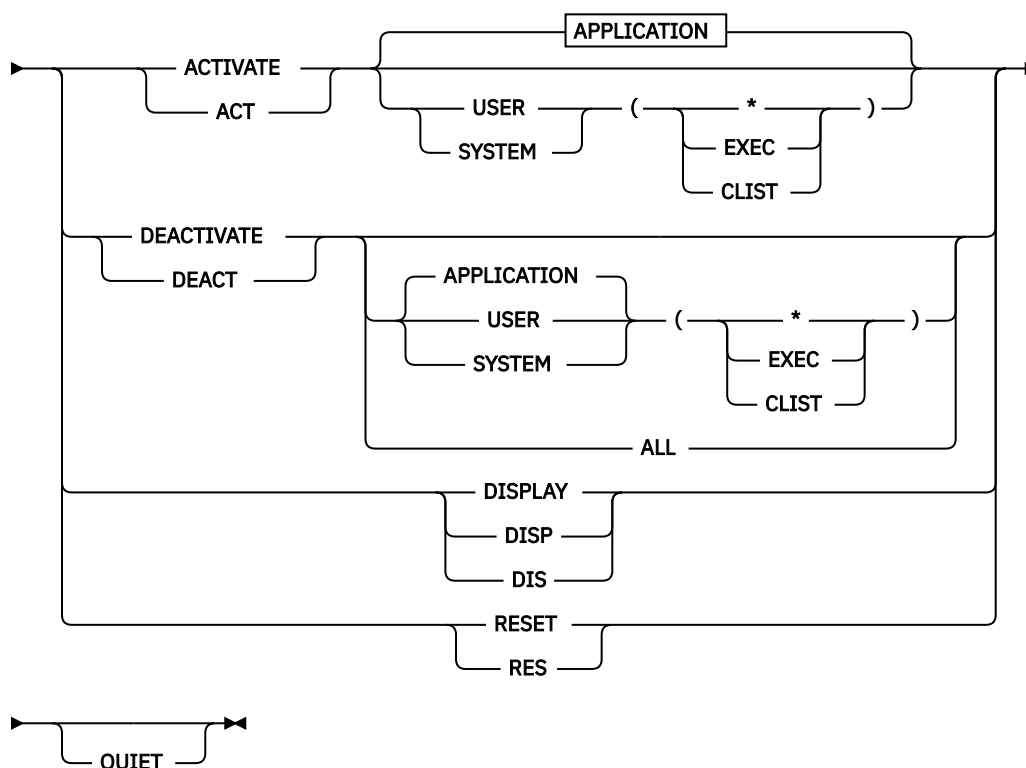 APPLICATION
ACTIVATE
ACT
USER ( * )
SYSTEM EXEC
CLIST
DEACTIVATE
DEACT
APPLICATION
USER ( * )
SYSTEM EXEC
CLIST
ALL
DISPLAY
DISP
DIS
RESET
RES
QUIET